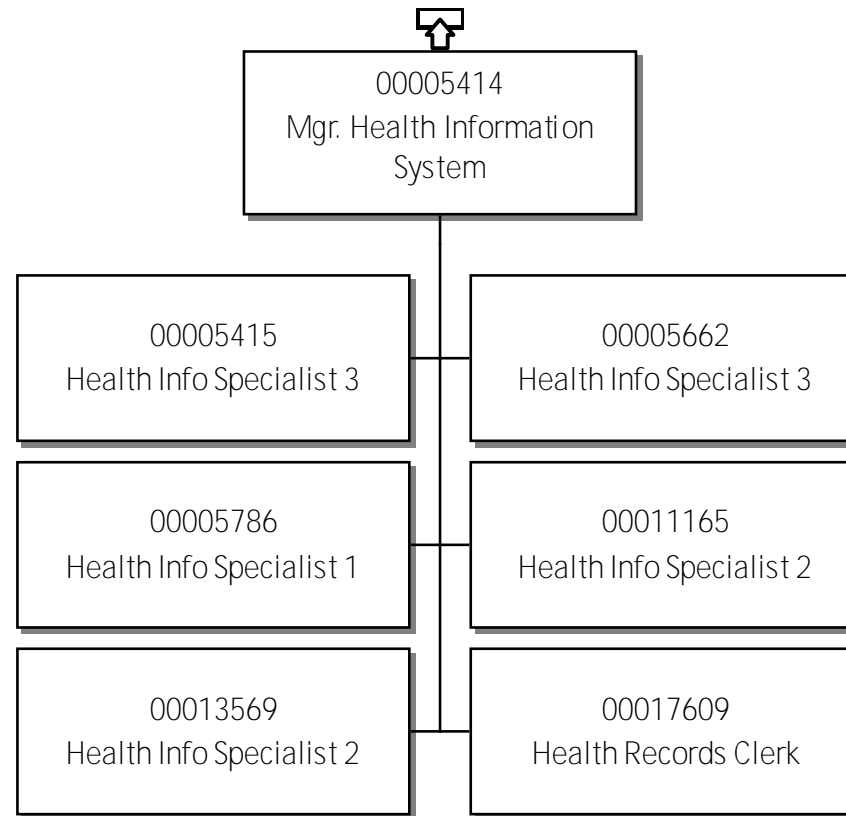 00005414
Mgr. Health Information
System
00005415
Health Info Specialist 3
00005662
Health Info Specialist 3
00005786
Health Info Specialist 1
00011165
Health Info Specialist 2
00013569
Health Info Specialist 2
00017609
Health Records Clerk